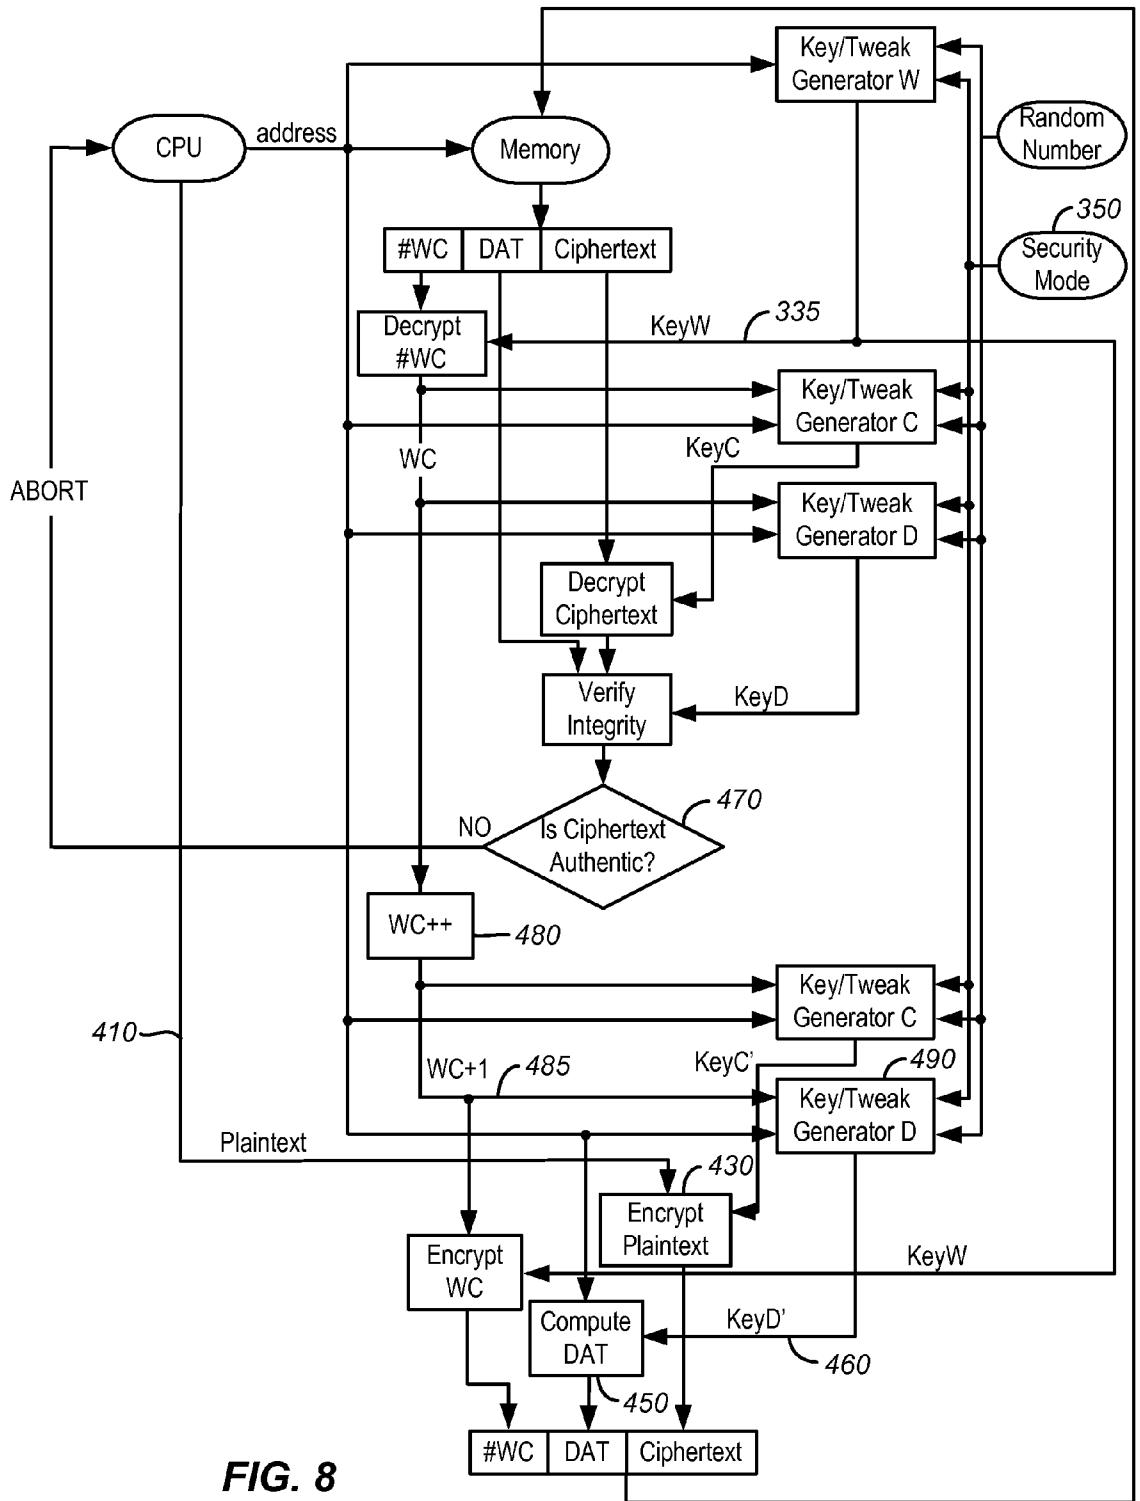 Key/Tweak
Generator W
CPU
address
Memory
Random
Number
350
Security
Mode
#WC
DAT
Ciphertext
Decrypt
#WC
KeyW
335
Key/Tweak
Generator C
WC
KeyC
ABORT
Key/Tweak
Generator D
Decrypt
Ciphertext
Verify
Integrity
KeyD
470
NO
Is Ciphertext
Authentic?
WC++
480
Key/Tweak
Generator C
410
KeyC'
WC+1
485
490
Key/Tweak
Generator D
Plaintext
430
Encrypt
Plaintext
Encrypt
WC
KeyW
Compute
DAT
KeyD'
460
450
#WC
DAT
Ciphertext
FIG. 8